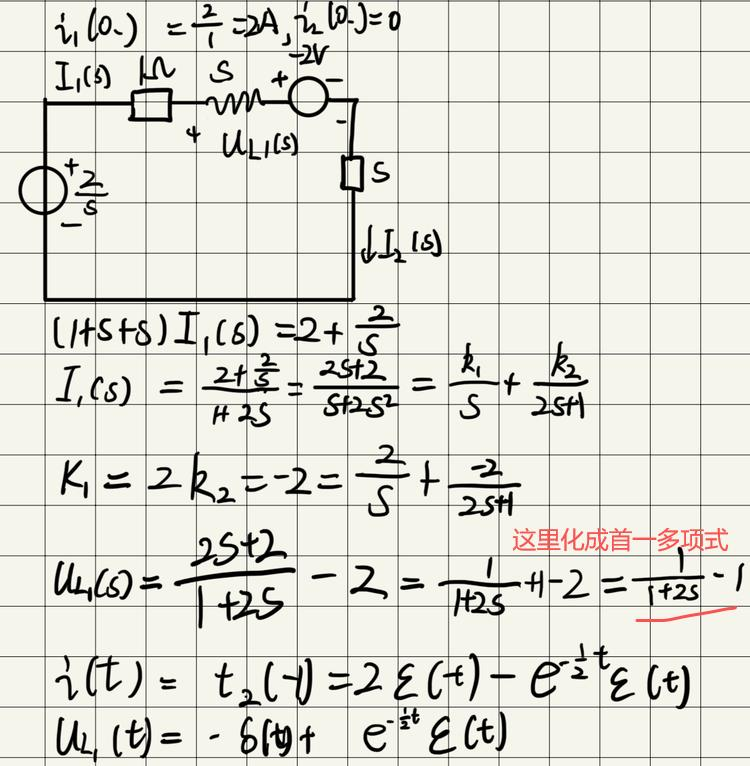 i₁(0-) = 2/1 = 2A, i₂(0-) = 0
-2V
I₁(s) 1Ω S + -
+ U_L1(s) -
+ 2/s -
S
↓I₂(s)
(1+s+s) I₁(s) = 2 + 2/s
I₁(s) = (2+2/s)/(1+2s) = (2s+2)/(s+2s²) = k₁/s + k₂/(2s+1)
K₁ = 2 k₂ = -2 = 2/s + -2/(2s+1)
这里化成首一多项式
U_L1(s) = (2s+2)/(1+2s) - 2 = 1/(1+2s) + 1 - 2 = 1/(1+2s) - 1
i(t) = t₂(t) = 2ε(t) - e^(-1/2 t) ε(t)
U_L1(t) = -δ(t) + e^(-1/2 t) ε(t)